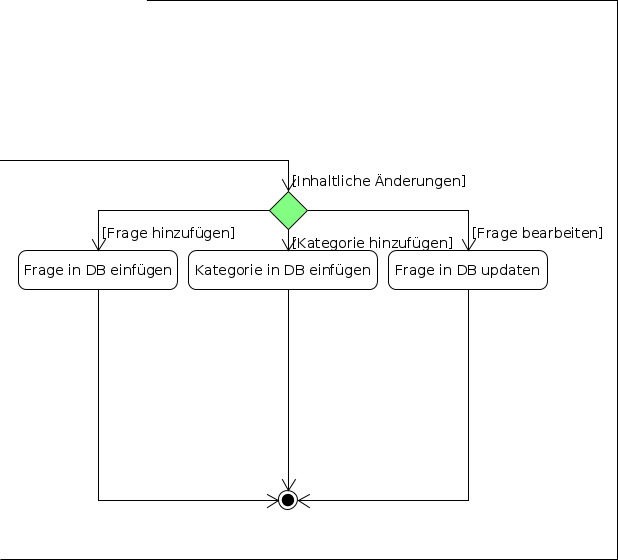 [Inhaltliche Änderungen]
[Frage hinzufügen]
[Kategorie hinzufügen]
[Frage bearbeiten]
Frage in DB einfügen
Kategorie in DB einfügen
Frage in DB updaten